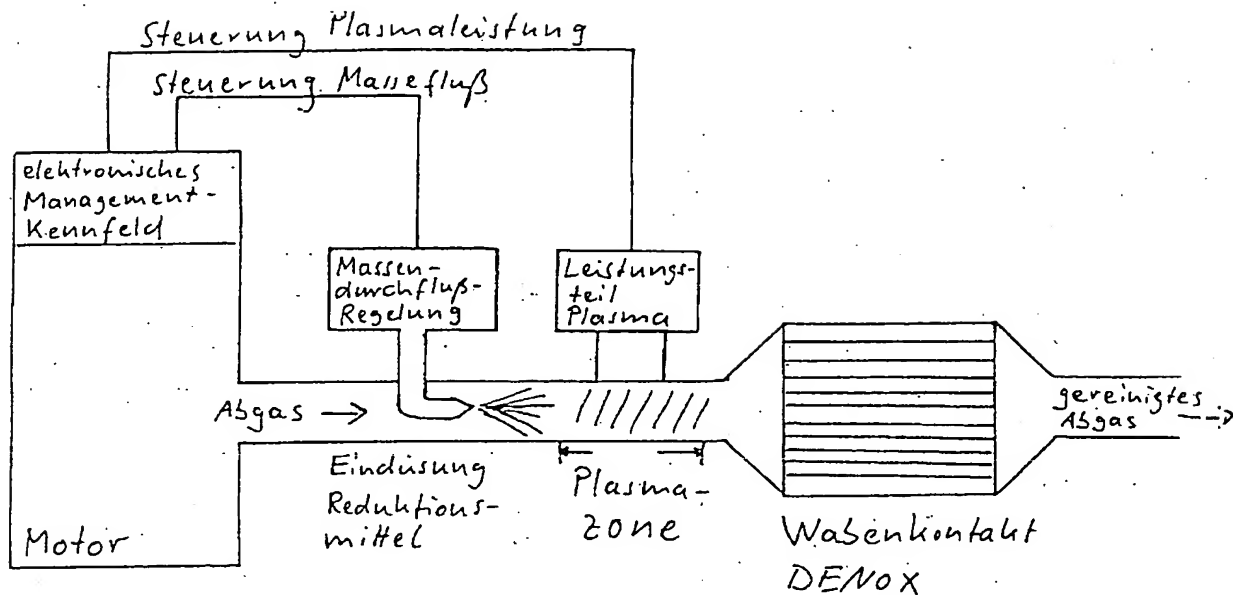 Steuerung Plasmaleistung
Steuerung Massefluß
elektronisches
Management-
Kennfeld
Massen-
durchfluß-
Regelung
Leistungs-
teil
Plasma
Abgas
gereinigtes
Abgas
Eindüsung
Reduktions-
mittel
Plasma-
zone
Motor
Wabenkontakt
DENOX